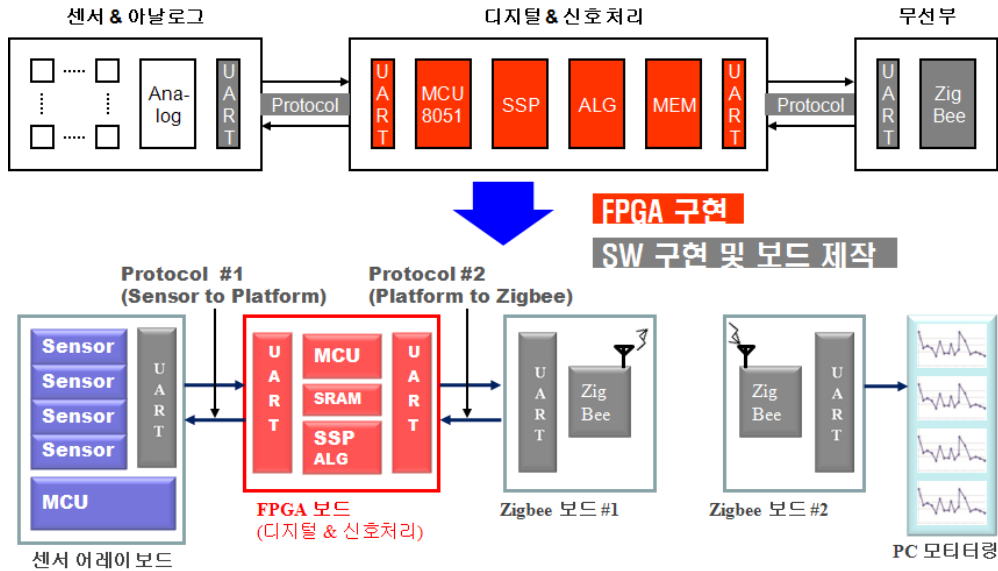 센서 & 아날로그
디지털 & 신호처리
무선부
Ana-
log
UART
Protocol
UART
MCU
8051
SSP
ALG
MEM
UART
Protocol
UART
Zig
Bee
FPGA 구현
SW 구현 및 보드 제작
Protocol #1
(Sensor to Platform)
Protocol #2
(Platform to Zigbee)
Sensor
Sensor
Sensor
Sensor
UART
MCU
UART
MCU
SRAM
SSP
ALG
UART
UART
Zig
Bee
Zig
Bee
UART
FPGA 보드
(디지털 & 신호처리)
Zigbee 보드 #1
Zigbee 보드 #2
센서 어레이 보드
PC 모티터링